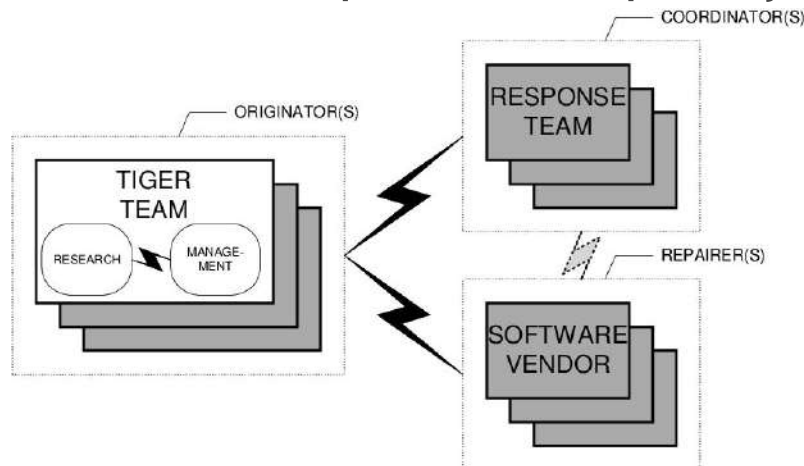 COORDINATOR(S)
RESPONSE
TEAM
ORIGINATOR(S)
TIGER
TEAM
RESEARCH
MANAGE-
MENT
REPAIRER(S)
SOFTWARE
VENDOR